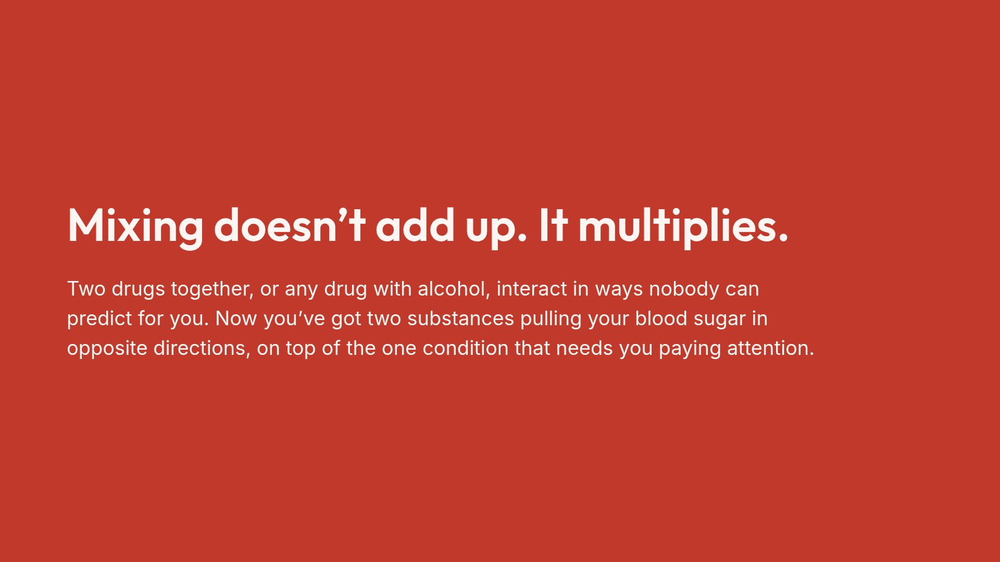 Mixing doesn’t add up. It multiplies.
Two drugs together, or any drug with alcohol, interact in ways nobody can
predict for you. Now you’ve got two substances pulling your blood sugar in
opposite directions, on top of the one condition that needs you paying attention.